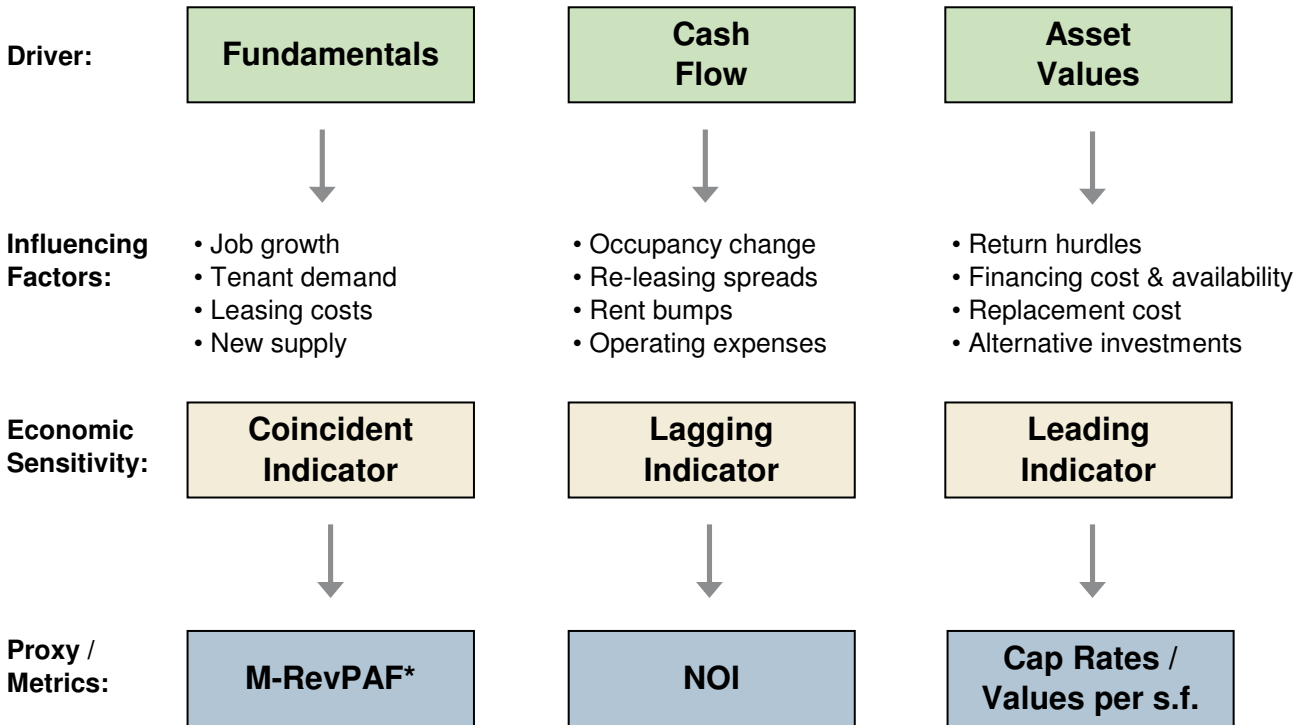 Driver:
Fundamentals
Cash
Flow
Asset
Values
Influencing
Factors:
• Job growth
• Tenant demand
• Leasing costs
• New supply
• Occupancy change
• Re-leasing spreads
• Rent bumps
• Operating expenses
• Return hurdles
• Financing cost & availability
• Replacement cost
• Alternative investments
Economic
Sensitivity:
Coincident
Indicator
Lagging
Indicator
Leading
Indicator
Proxy /
Metrics:
M-RevPAF*
NOI
Cap Rates /
Values per s.f.